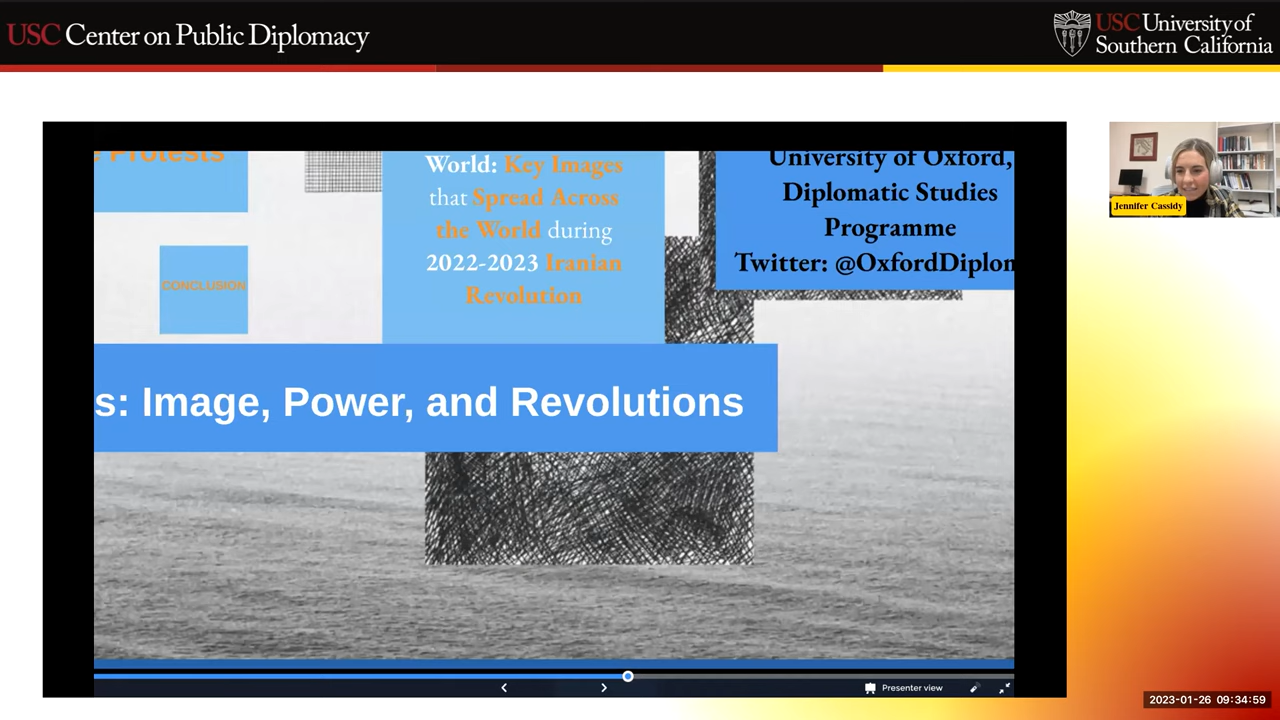 USC Center on Public Diplomacy
USC University of
Southern California
Protests
World: Key Images
that Spread Across
the World during
2022-2023 Iranian
Revolution
CONCLUSION
University of Oxford,
Diplomatic Studies
Programme
Twitter: @OxfordDiplom
s: Image, Power, and Revolutions
Jennifer Cassidy
Presenter view
2023-01-26 09:34:59